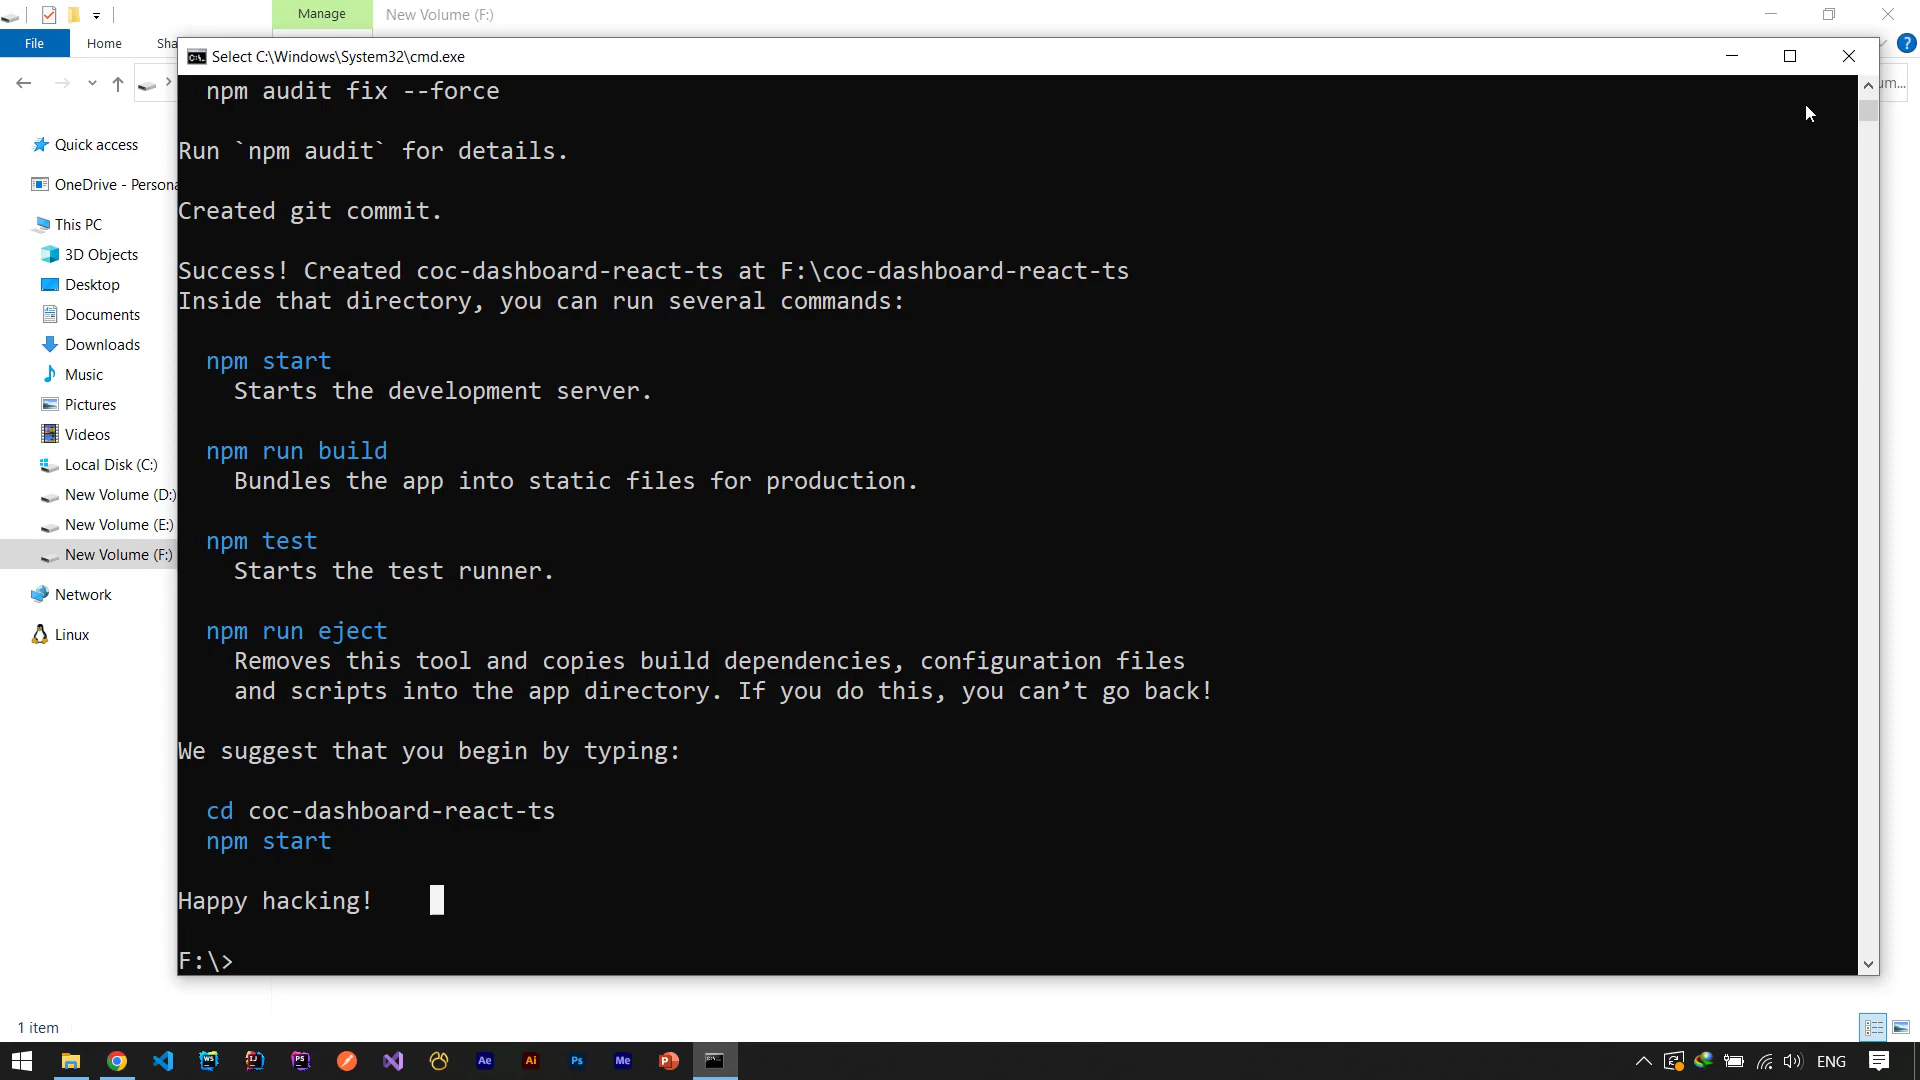 Manage
New Volume (F:)
File
Home
Sha
Select C:\Windows\System32\cmd.exe
um...
npm audit fix --force
Run `npm audit` for details.
Created git commit.
Success! Created coc-dashboard-react-ts at F:\coc-dashboard-react-ts
Inside that directory, you can run several commands:
npm start
Starts the development server.
npm run build
Bundles the app into static files for production.
npm test
Starts the test runner.
npm run eject
Removes this tool and copies build dependencies, configuration files
and scripts into the app directory. If you do this, you can’t go back!
We suggest that you begin by typing:
cd coc-dashboard-react-ts
npm start
Happy hacking!
F:\>
Quick access
OneDrive - Persona
This PC
3D Objects
Desktop
Documents
Downloads
Music
Pictures
Videos
Local Disk (C:)
New Volume (D:)
New Volume (E:)
New Volume (F:)
Network
Linux
1 item
WS
IJ
PS
Ae
Ai
Ps
Me
P
ENG